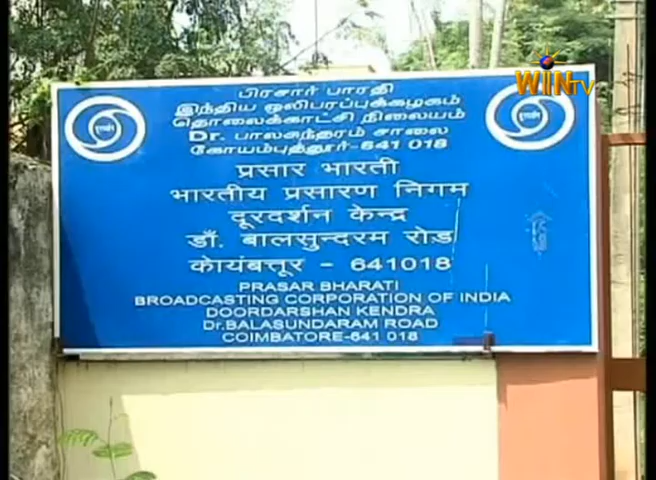 WIN TV
பிரசார் பாரதி
இந்திய ஒலிபரப்புக்கழகம்
தொலைக்காட்சி நிலையம்
Dr. பாலசுந்தரம் சாலை
கோயம்புத்தூர்-641 018
प्रसार भारती
भारतीय प्रसारण निगम
दूरदर्शन केन्द्र
डॉ. बालसुन्दरम रोड़
कोयंबत्तूर - 641018
PRASAR BHARATI
BROADCASTING CORPORATION OF INDIA
DOORDARSHAN KENDRA
Dr.BALASUNDARAM ROAD
COIMBATORE-641 018